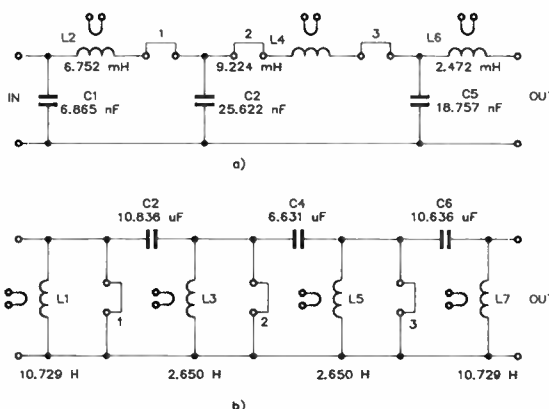 L2 1 2 L4 3 L6
6.752 mH 9.224 mH 2.472 mH
IN C1 C2 C5 OUT
6.865 nF 25.622 nF 18.757 nF
a)
C2 C4 C6
10.836 uF 6.631 uF 10.636 uF
L1 L3 L5 L7 OUT
1 2 3
10.729 H 2.650 H 2.650 H 10.729 H
b)